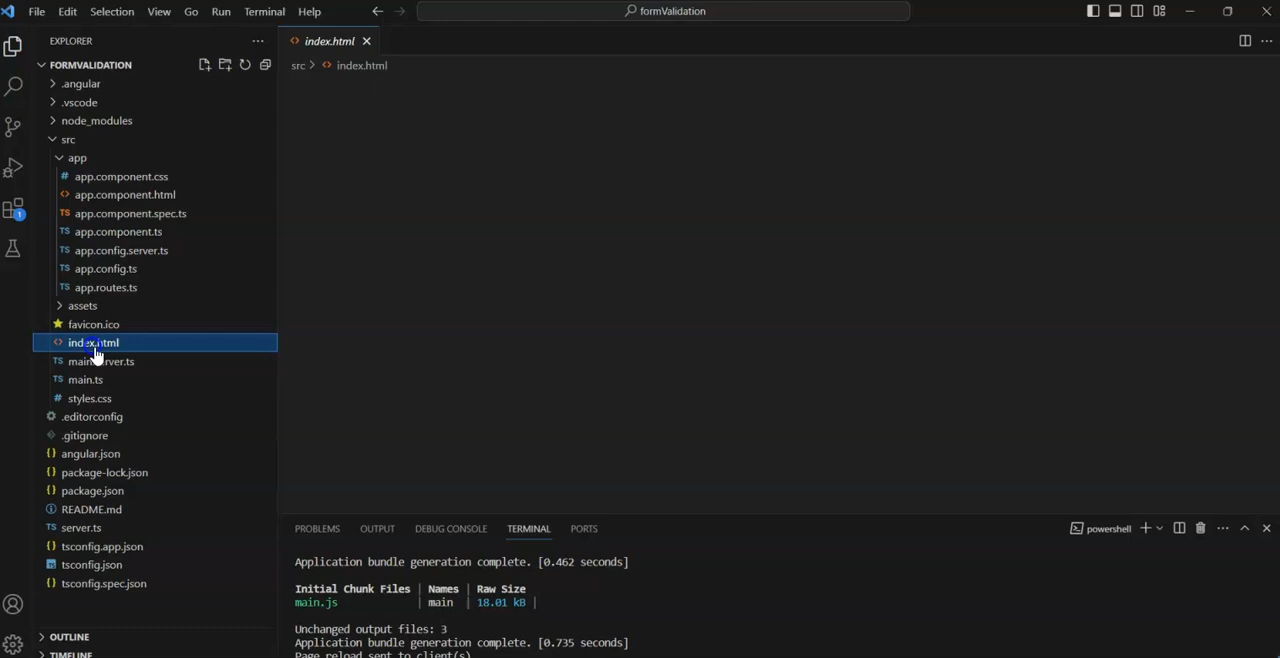 File Edit Selection View Go Run Terminal Help formValidation
EXPLORER
index.html
FORMVALIDATION
src > index.html
.angular
.vscode
node_modules
src
app
app.component.css
app.component.html
app.component.spec.ts
app.component.ts
app.config.server.ts
app.config.ts
app.routes.ts
assets
favicon.ico
index.html
main.server.ts
main.ts
styles.css
.editorconfig
.gitignore
angular.json
package-lock.json
package.json
README.md
server.ts
tsconfig.app.json
tsconfig.json
tsconfig.spec.json
OUTLINE
TIMELINE
1
PROBLEMS OUTPUT DEBUG CONSOLE TERMINAL PORTS powershell
Application bundle generation complete. [0.462 seconds]
Initial Chunk Files | Names | Raw Size
main.js | main | 18.01 kB |
Unchanged output files: 3
Application bundle generation complete. [0.735 seconds]
Page reload sent to client(s)